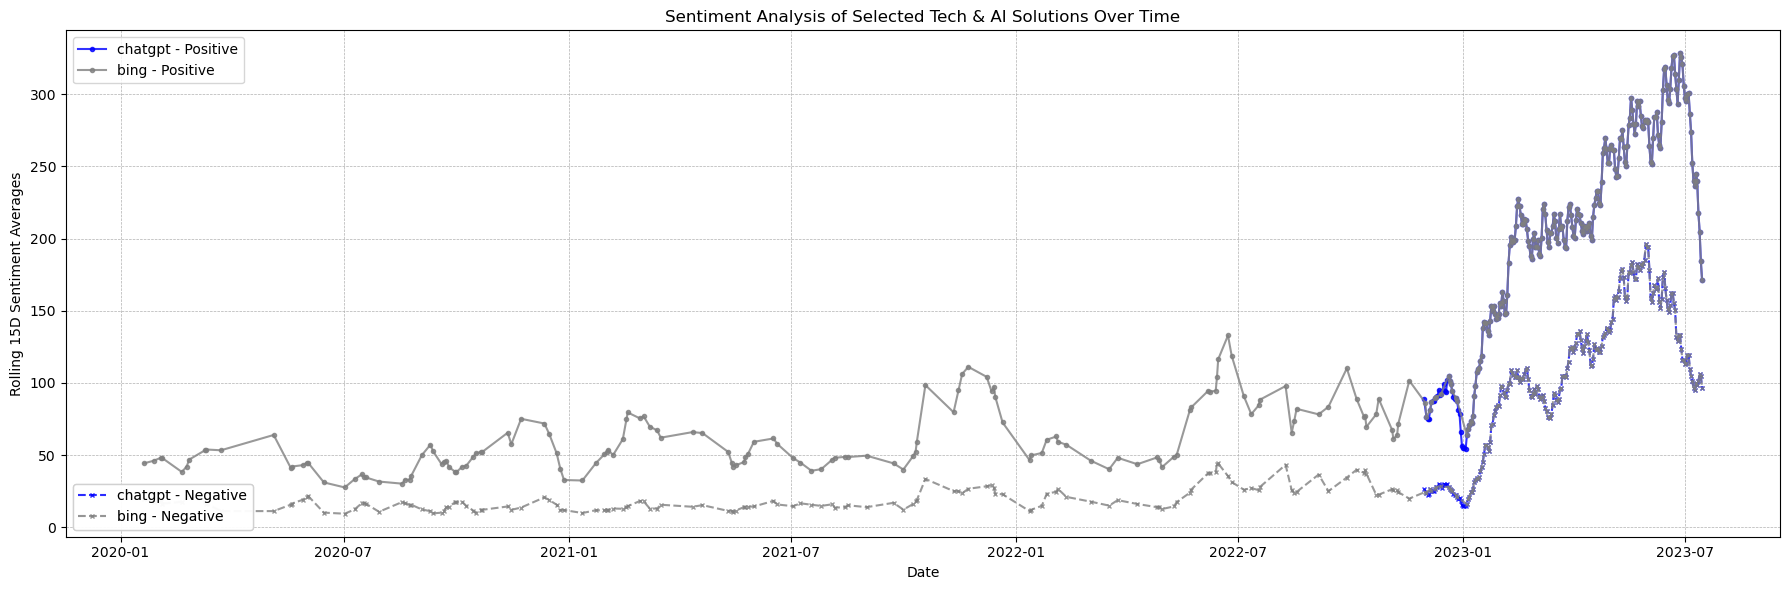 Sentiment Analysis of Selected Tech & AI Solutions Over Time
chatgpt - Positive
bing - Positive
300
250
200
150
100
50
0
Rolling 15D Sentiment Averages
chatgpt - Negative
bing - Negative
2020-01
2020-07
2021-01
2021-07
2022-01
2022-07
2023-01
2023-07
Date